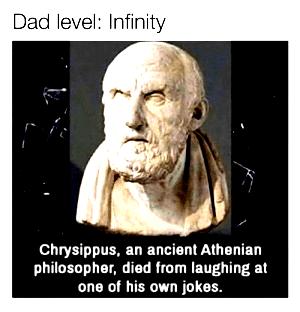 Dad level: Infinity
Chrysippus, an ancient Athenian
philosopher, died from laughing at
one of his own jokes.